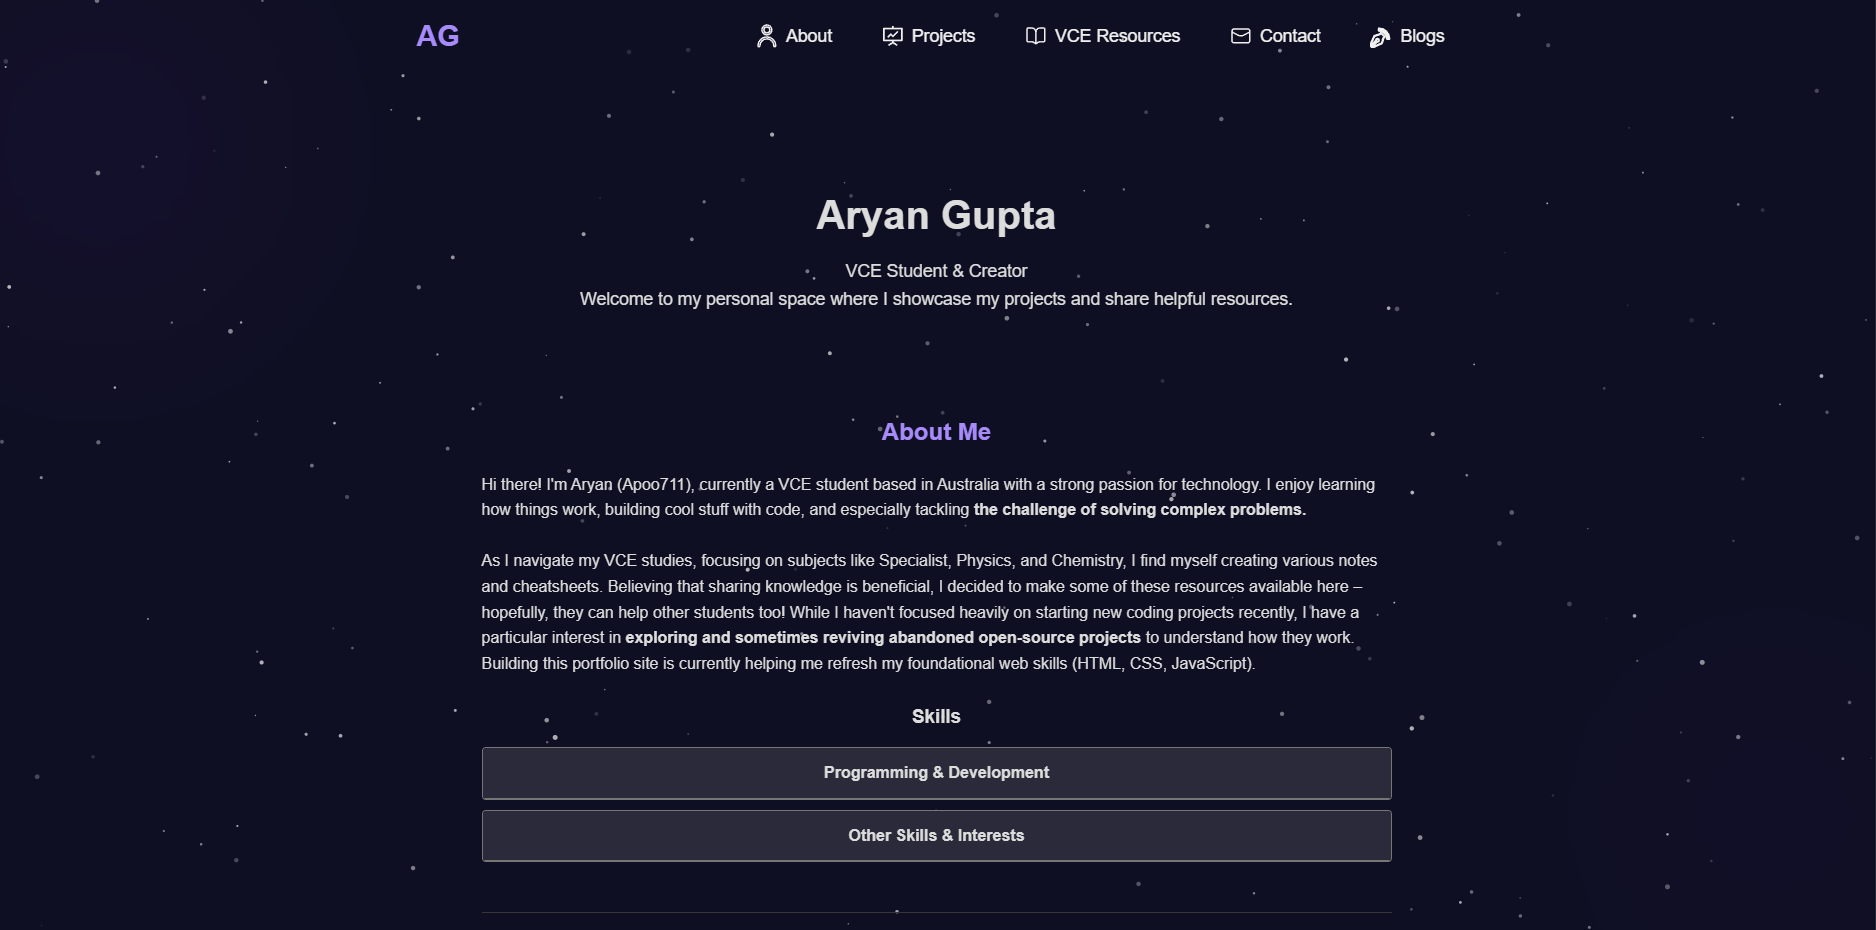 AG
About
Projects
VCE Resources
Contact
Blogs
Aryan Gupta
VCE Student & Creator
Welcome to my personal space where I showcase my projects and share helpful resources.
About Me
Hi there! I'm Aryan (Apoo711), currently a VCE student based in Australia with a strong passion for technology. I enjoy learning
how things work, building cool stuff with code, and especially tackling the challenge of solving complex problems.
As I navigate my VCE studies, focusing on subjects like Specialist, Physics, and Chemistry, I find myself creating various notes
and cheatsheets. Believing that sharing knowledge is beneficial, I decided to make some of these resources available here –
hopefully, they can help other students too! While I haven't focused heavily on starting new coding projects recently, I have a
particular interest in exploring and sometimes reviving abandoned open-source projects to understand how they work.
Building this portfolio site is currently helping me refresh my foundational web skills (HTML, CSS, JavaScript).
Skills
Programming & Development
Other Skills & Interests